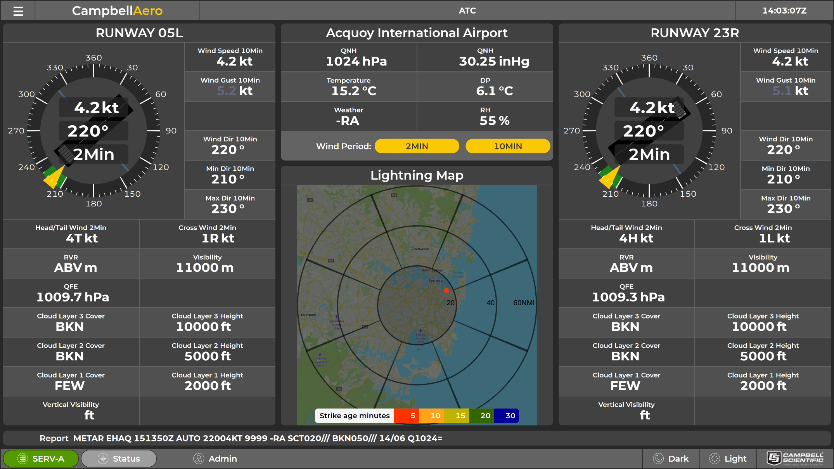 CampbellAero
ATC
14:03:07Z
RUNWAY 05L
360
30
60
90
120
150
180
210
240
270
300
330
4.2kt
220°
2Min
Wind Speed 10Min
4.2 kt
Wind Gust 10Min
5.2 kt
Wind Dir 10Min
220 °
Min Dir 10Min
210 °
Max Dir 10Min
230 °
Head/Tail Wind 2Min
4T kt
Cross Wind 2Min
1R kt
RVR
ABV m
Visibility
11000 m
QFE
1009.7 hPa
Cloud Layer 3 Cover
BKN
Cloud Layer 3 Height
10000 ft
Cloud Layer 2 Cover
BKN
Cloud Layer 2 Height
5000 ft
Cloud Layer 1 Cover
FEW
Cloud Layer 1 Height
2000 ft
Vertical Visibility
ft
Acquoy International Airport
QNH
1024 hPa
QNH
30.25 inHg
Temperature
15.2 °C
DP
6.1 °C
Weather
-RA
RH
55 %
Wind Period:
2MIN
10MIN
Lightning Map
20
40
60NMI
Strike age minutes
5
10
15
20
30
RUNWAY 23R
360
30
60
90
120
150
180
210
240
270
300
330
4.2kt
220°
2Min
Wind Speed 10Min
4.2 kt
Wind Gust 10Min
5.1 kt
Wind Dir 10Min
220 °
Min Dir 10Min
210 °
Max Dir 10Min
230 °
Head/Tail Wind 2Min
4H kt
Cross Wind 2Min
1L kt
RVR
ABV m
Visibility
11000 m
QFE
1009.3 hPa
Cloud Layer 3 Cover
BKN
Cloud Layer 3 Height
10000 ft
Cloud Layer 2 Cover
BKN
Cloud Layer 2 Height
5000 ft
Cloud Layer 1 Cover
FEW
Cloud Layer 1 Height
2000 ft
Vertical Visibility
ft
Report METAR EHAQ 151350Z AUTO 22004KT 9999 -RA SCT020/// BKN050/// 14/06 Q1024=
SERV-A
Status
Admin
Dark
Light
CAMPBELL
SCIENTIFIC